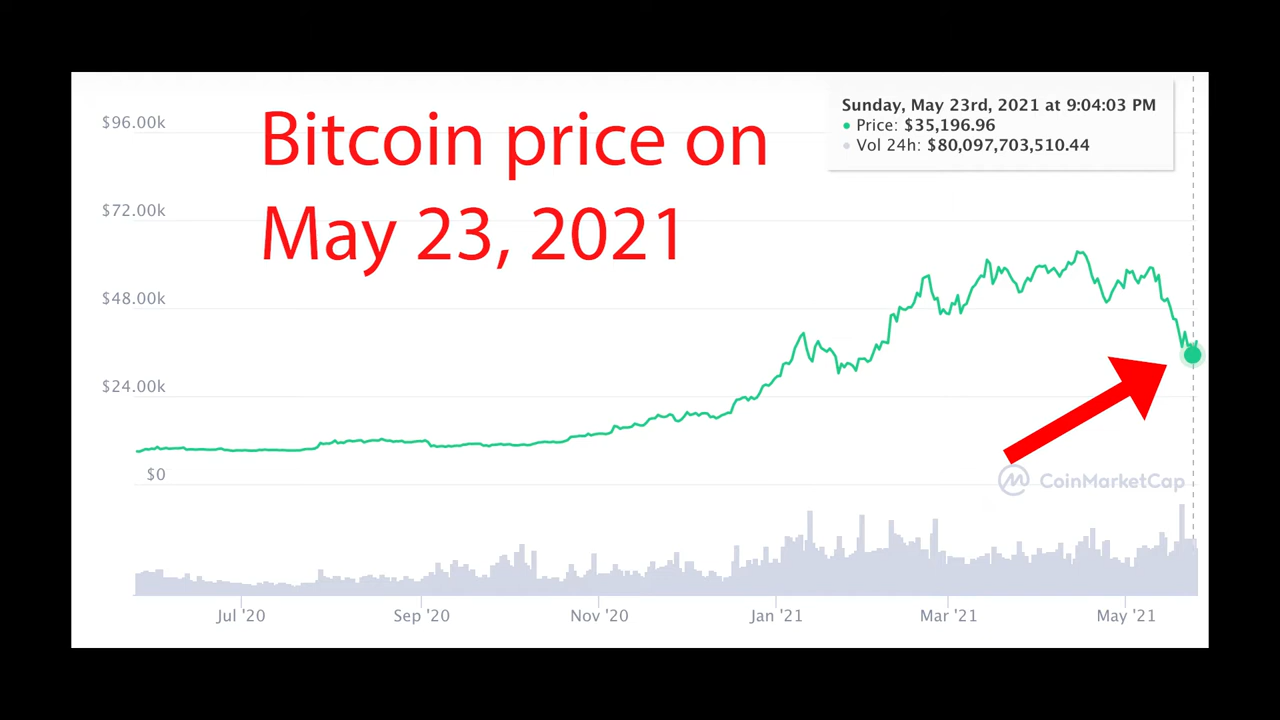 Bitcoin price on
May 23, 2021
Sunday, May 23rd, 2021 at 9:04:03 PM
Price: $35,196.96
Vol 24h: $80,097,703,510.44
$96.00k
$72.00k
$48.00k
$24.00k
$0
CoinMarketCap
Jul '20
Sep '20
Nov '20
Jan '21
Mar '21
May '21